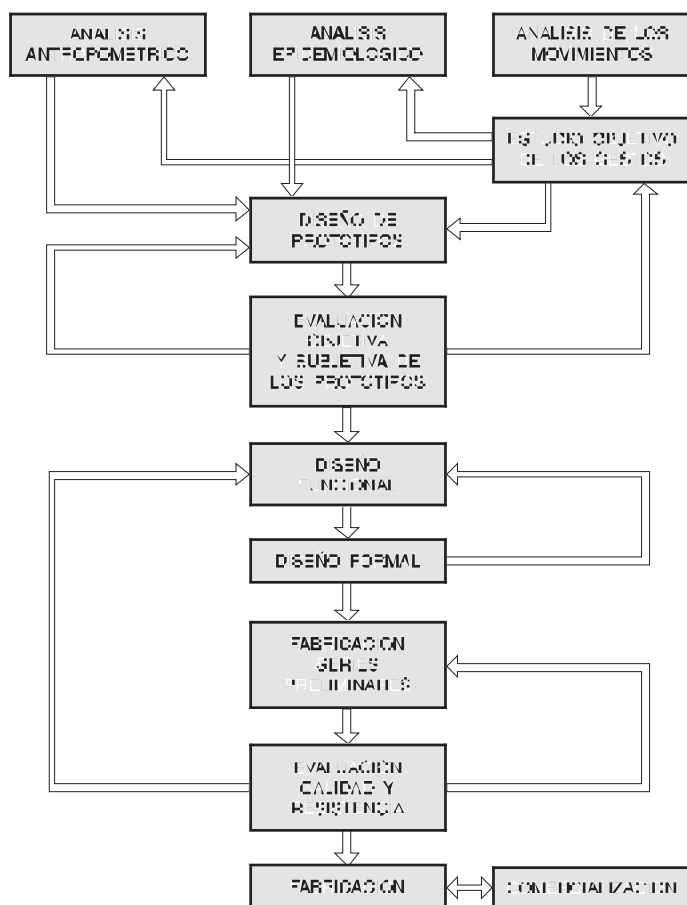 ANALISIS
ANTROPOMETRICO
ANALISIS
EPIDEMIOLOGICO
ANALISIS DE LOS
MOVIMIENTOS
ESTUDIO OBJETIVO
DE LOS GESTOS
DISEÑO DE
PROTOTIPOS
EVALUACION
OBJETIVA
Y SUBJETIVA DE
LOS PROTOTIPOS
DISEÑO
FUNCIONAL
DISEÑO FORMAL
FABRICACION
SERIES
PRELIMINARES
EVALUACION
CALIDAD Y
RESISTENCIA
FABRICACION
COMERCIALIZACION